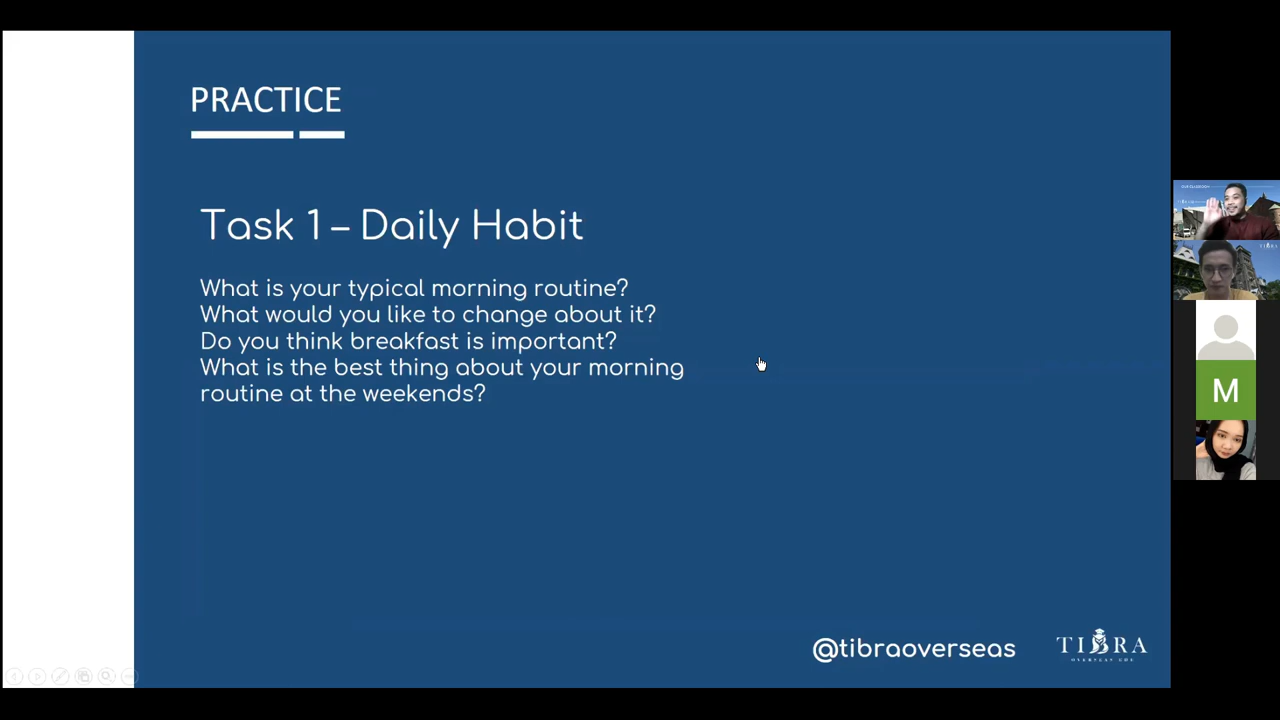 PRACTICE
Task 1 – Daily Habit
What is your typical morning routine?
What would you like to change about it?
Do you think breakfast is important?
What is the best thing about your morning
routine at the weekends?
@tibraoverseas
TIBRA
M